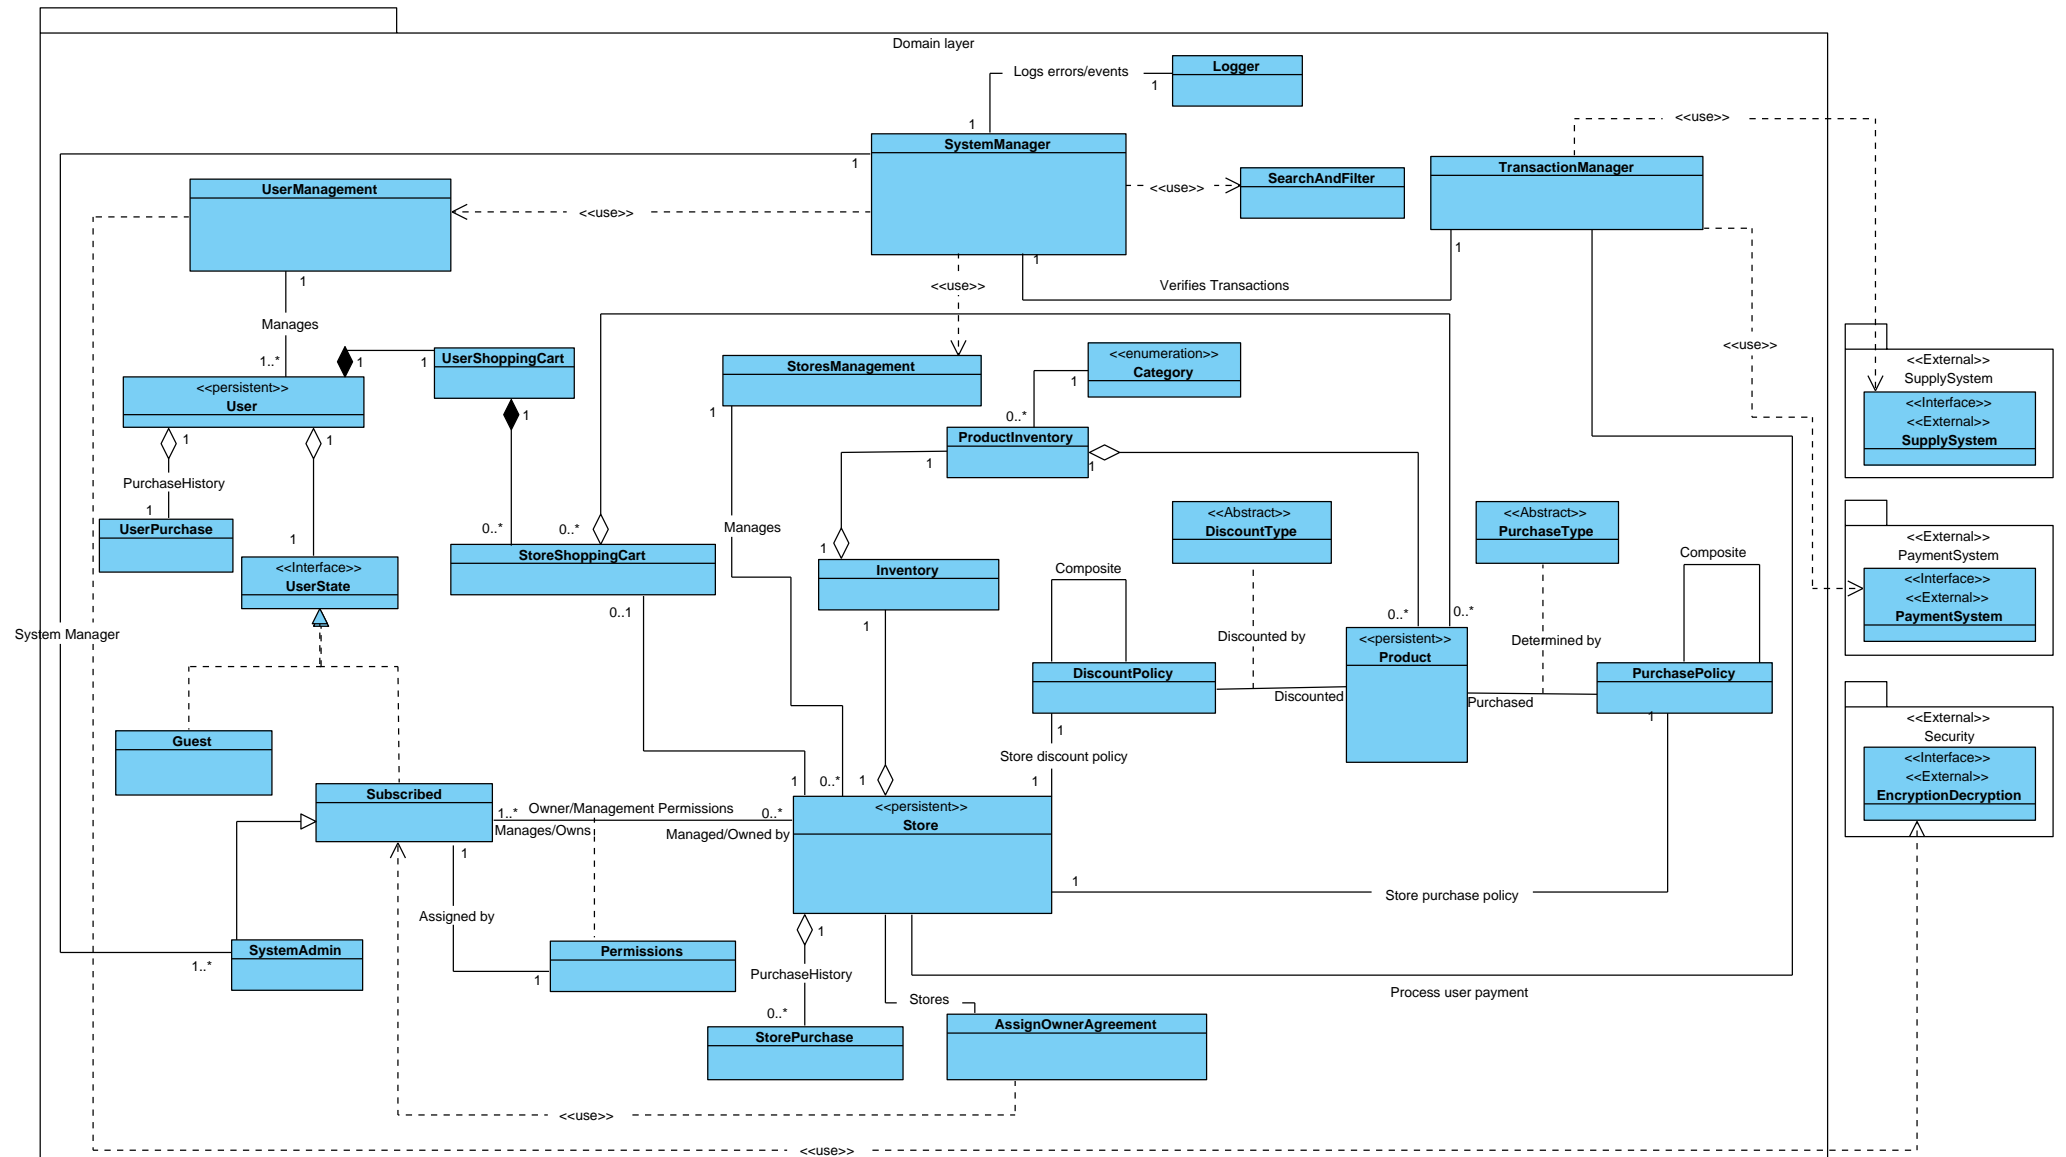 Domain layer
Logs errors/events
1
Logger
1
SystemManager
1
1
<<use>>
SearchAndFilter
<<use>>
TransactionManager
1
<<use>>
UserManagement
1
<<use>>
<<use>>
Verifies Transactions
<<use>>
Manages
1..*
<<persistent>>
User
1
1
UserShoppingCart
1
1
1
StoresManagement
1
<<enumeration>>
Category
1
0..*
ProductInventory
1
1
<<External>>
SupplySystem
<<Interface>>
<<External>>
SupplySystem
PurchaseHistory
1
UserPurchase
1
<<Interface>>
UserState
0..*
0..*
StoreShoppingCart
0..1
Manages
1
Inventory
1
<<Abstract>>
DiscountType
<<Abstract>>
PurchaseType
Composite
Composite
<<External>>
PaymentSystem
<<Interface>>
<<External>>
PaymentSystem
System Manager
Discounted by
0..*
0..*
Determined by
<<persistent>>
Product
DiscountPolicy
1
Discounted
Purchased
PurchasePolicy
1
<<External>>
Security
<<Interface>>
<<External>>
EncryptionDecryption
Guest
Store discount policy
1
0..*
1
1
Subscribed
1..*
Owner/Management Permissions
0..*
Manages/Owns
Managed/Owned by
<<persistent>>
Store
1
1
Store purchase policy
Assigned by
1
SystemAdmin
1..*
Permissions
1
PurchaseHistory
0..*
StorePurchase
Stores
AssignOwnerAgreement
Process user payment
<<use>>
<<use>>